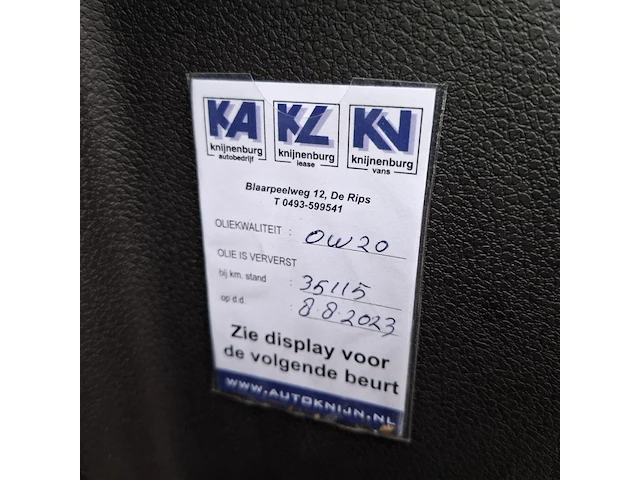 KA KL KV
knijnenburg knijnenburg knijnenburg
autobedrijf lease vans
Blaarpeelweg 12, De Rips
T 0493-599541
OLIEKWALITEIT : OW20
OLIE IS VERVERST
bij km. stand : 35115
op d.d. : 8.8.2023
Zie display voor
de volgende beurt
WWW.AUTOKNIJN.NL